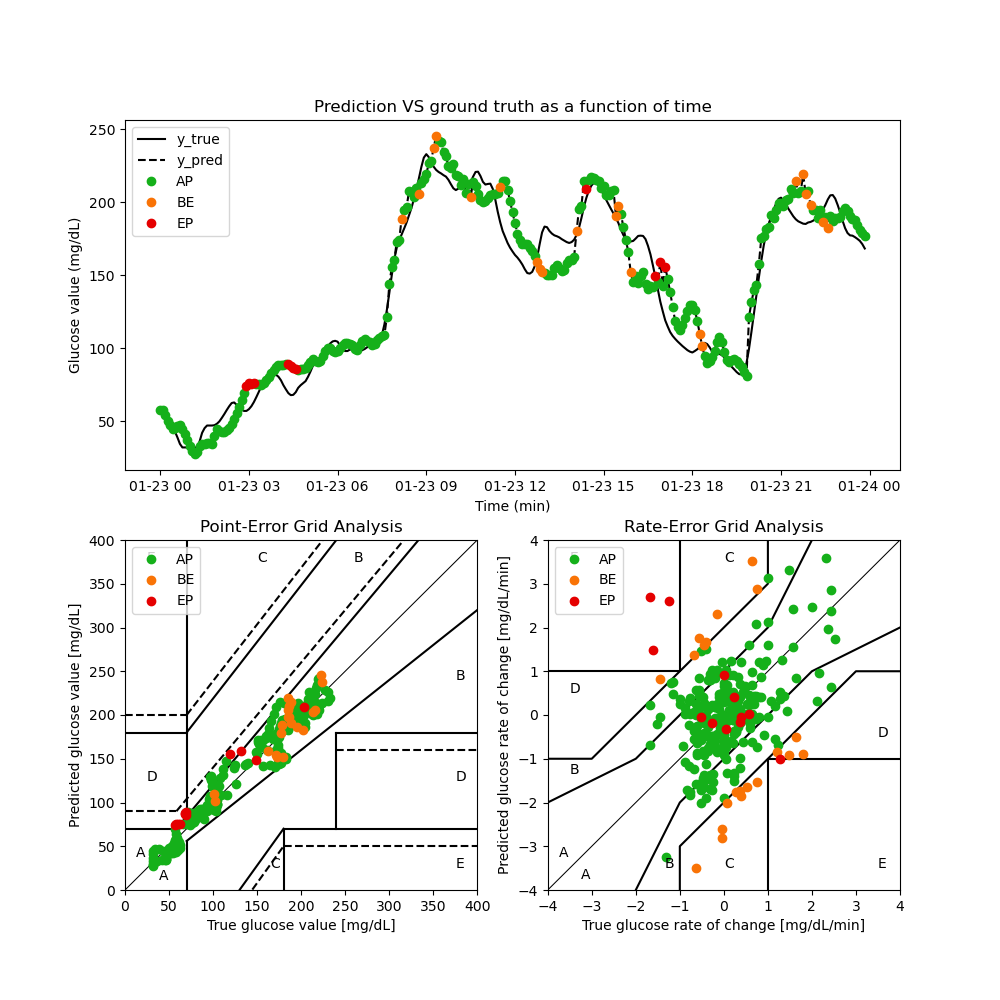 Prediction VS ground truth as a function of time
Glucose value (mg/dL)
250
200
150
100
50
y_true
y_pred
AP
BE
EP
01-23 00 01-23 03 01-23 06 01-23 09 01-23 12 01-23 15 01-23 18 01-23 21 01-24 00
Time (min)
Point-Error Grid Analysis
Predicted glucose value [mg/dL]
400
350
300
250
200
150
100
50
0
AP
BE
EP
C
B
B
D
D
A
A
C
E
0 50 100 150 200 250 300 350 400
True glucose value [mg/dL]
Rate-Error Grid Analysis
Predicted glucose rate of change [mg/dL/min]
4
3
2
1
0
−1
−2
−3
−4
AP
BE
EP
C
D
D
B
A
A
B
C
E
−4 −3 −2 −1 0 1 2 3 4
True glucose rate of change [mg/dL/min]